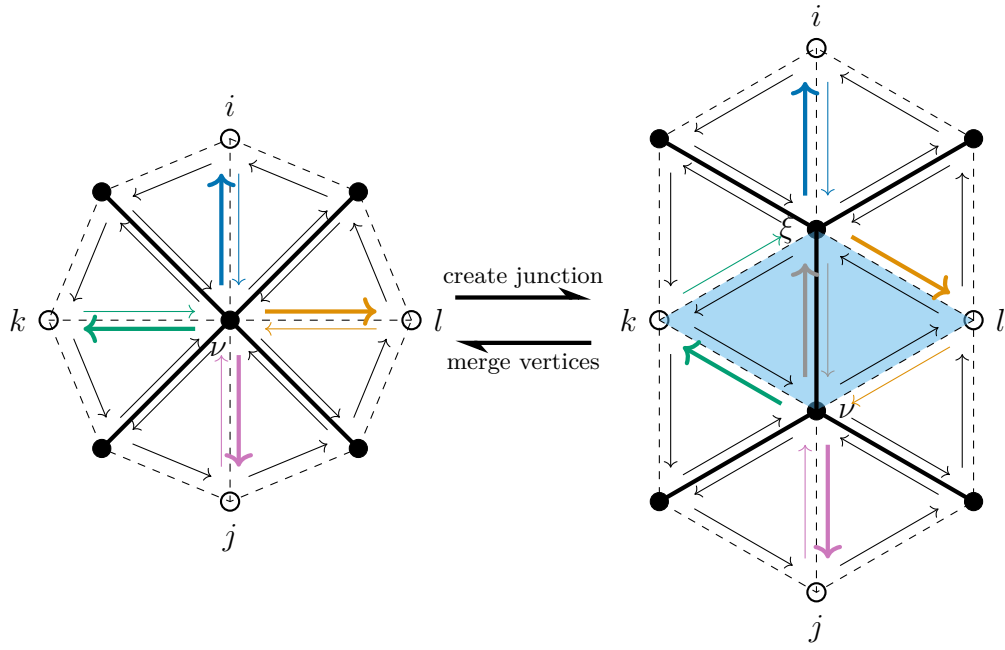 i
k
l
ν
j
create junction
merge vertices
i
ξ
k
l
ν
j